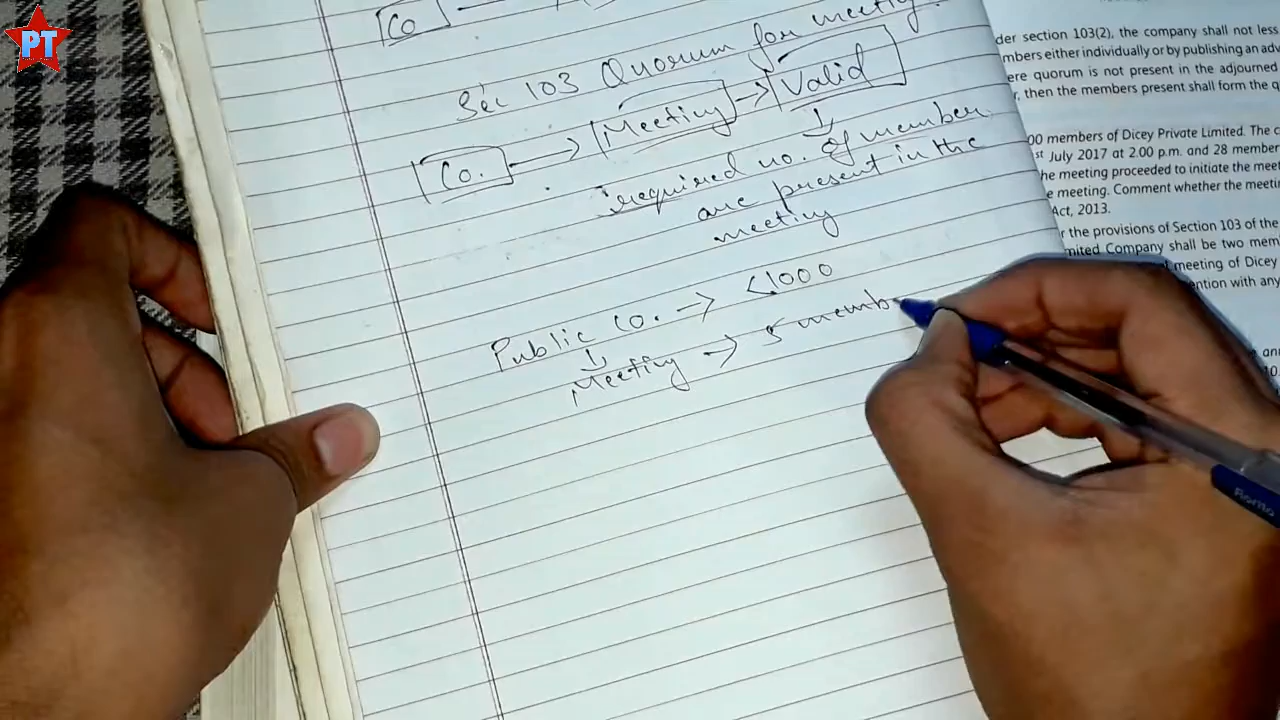 PT
Co
Sec 103 Quorum for meeting.
Co. → Meeting → Valid
required no. of member
are present in the
meeting
Public Co. → <1000
Meeting → 5 memb
der section 103(2), the company shall not less
mbers either individually or by publishing an adv
ere quorum is not present in the adjourned
, then the members present shall form the q
00 members of Dicey Private Limited. The c
st July 2017 at 2.00 p.m. and 28 member
he meeting proceeded to initiate the meet
e meeting. Comment whether the meeti
Act, 2013.
r the provisions of Section 103 of the
mited Company shall be two mem
meeting of Dicey
ention with any